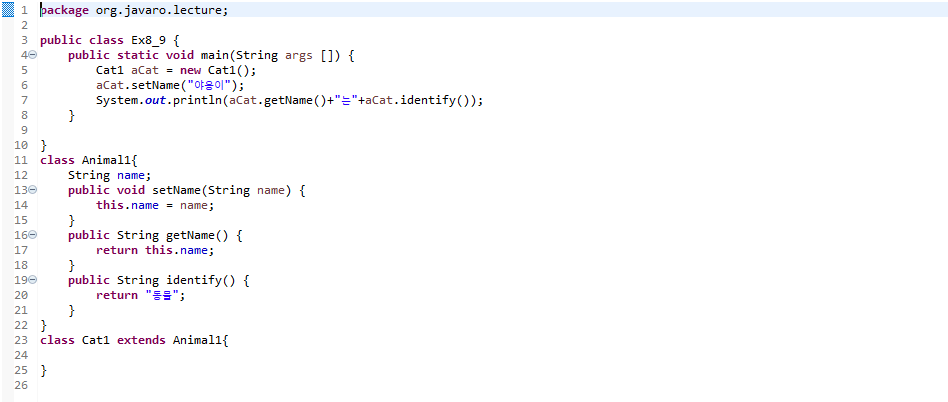 1 package org.javaro.lecture;
2
3 public class Ex8_9 {
4 public static void main(String args []) {
5 Cat1 aCat = new Cat1();
6 aCat.setName("야옹이");
7 System.out.println(aCat.getName()+"는"+aCat.identify());
8 }
9
10 }
11 class Animal1{
12 String name;
13 public void setName(String name) {
14 this.name = name;
15 }
16 public String getName() {
17 return this.name;
18 }
19 public String identify() {
20 return "동물";
21 }
22 }
23 class Cat1 extends Animal1{
24
25 }
26